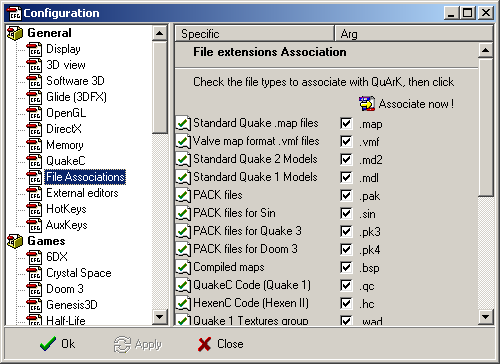 Configuration
General
Display
3D view
Software 3D
Glide (3DFX)
OpenGL
DirectX
Memory
QuakeC
File Associations
External editors
HotKeys
AuxKeys
Games
6DX
Crystal Space
Doom 3
Genesis3D
Half-Life
Specific Arg
File extensions Association
Check the file types to associate with QuArK, then click
Associate now !
Standard Quake .map files .map
Valve map format .vmf files .vmf
Standard Quake 2 Models .md2
Standard Quake 1 Models .mdl
PACK files .pak
PACK files for Sin .sin
PACK files for Quake 3 .pk3
PACK files for Doom 3 .pk4
Compiled maps .bsp
QuakeC Code (Quake 1) .qc
HexenC Code (Hexen II) .hc
Quake 1 Textures group .wad
Ok Apply Close